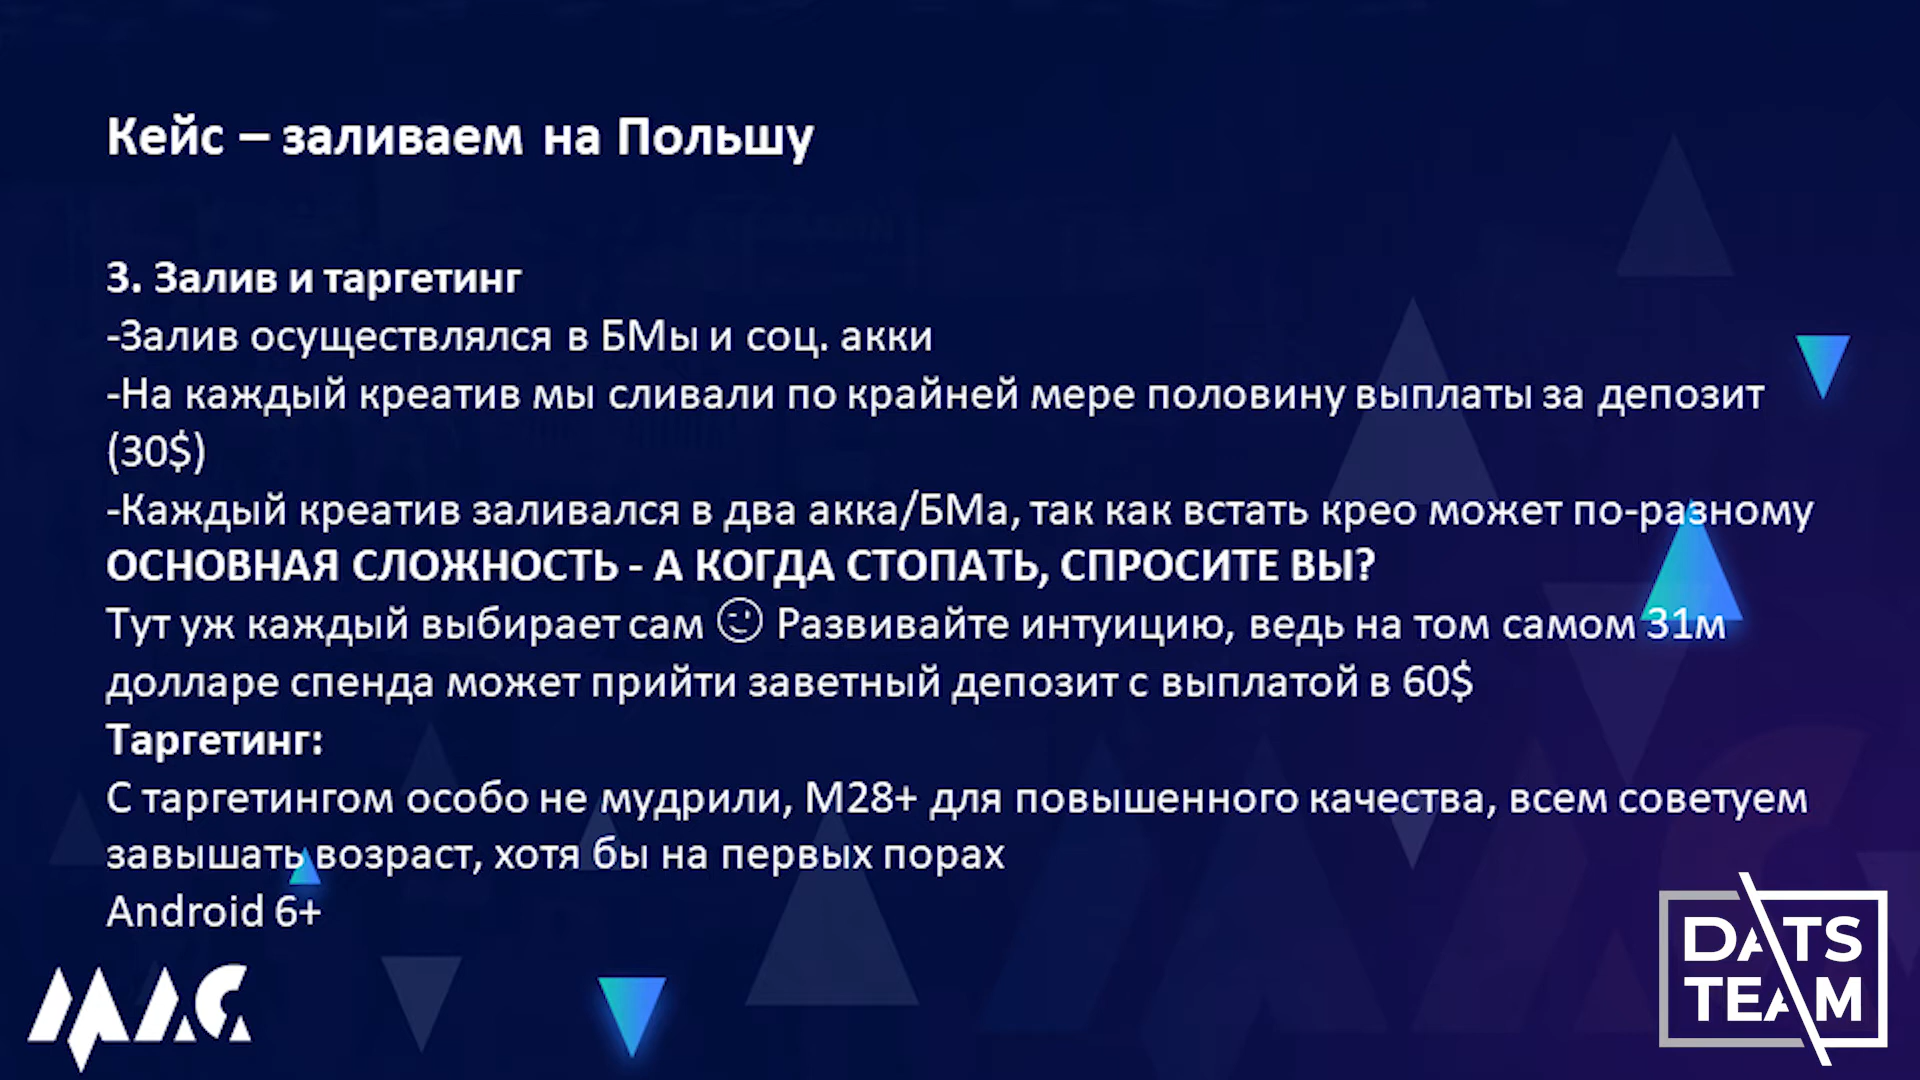 Кейс – заливаем на Польшу
3. Залив и таргетинг
-Залив осуществлялся в БМы и соц. акки
-На каждый креатив мы сливали по крайней мере половину выплаты за депозит
(30$)
-Каждый креатив заливался в два акка/БМа, так как встать крео может по-разному
ОСНОВНАЯ СЛОЖНОСТЬ - А КОГДА СТОПАТЬ, СПРОСИТЕ ВЫ?
Тут уж каждый выбирает сам 😉 Развивайте интуицию, ведь на том самом 31м
долларе спенда может прийти заветный депозит с выплатой в 60$
Таргетинг:
С таргетингом особо не мудрили, М28+ для повышенного качества, всем советуем
завышать возраст, хотя бы на первых порах
Android 6+
MAC
DATS
TEAM